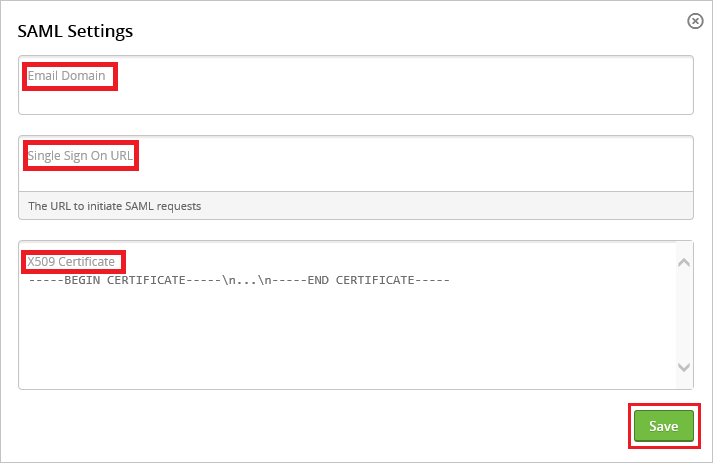 SAML Settings
Email Domain
Single Sign On URL
The URL to initiate SAML requests
X509 Certificate
-----BEGIN CERTIFICATE-----\n...\n-----END CERTIFICATE-----
Save